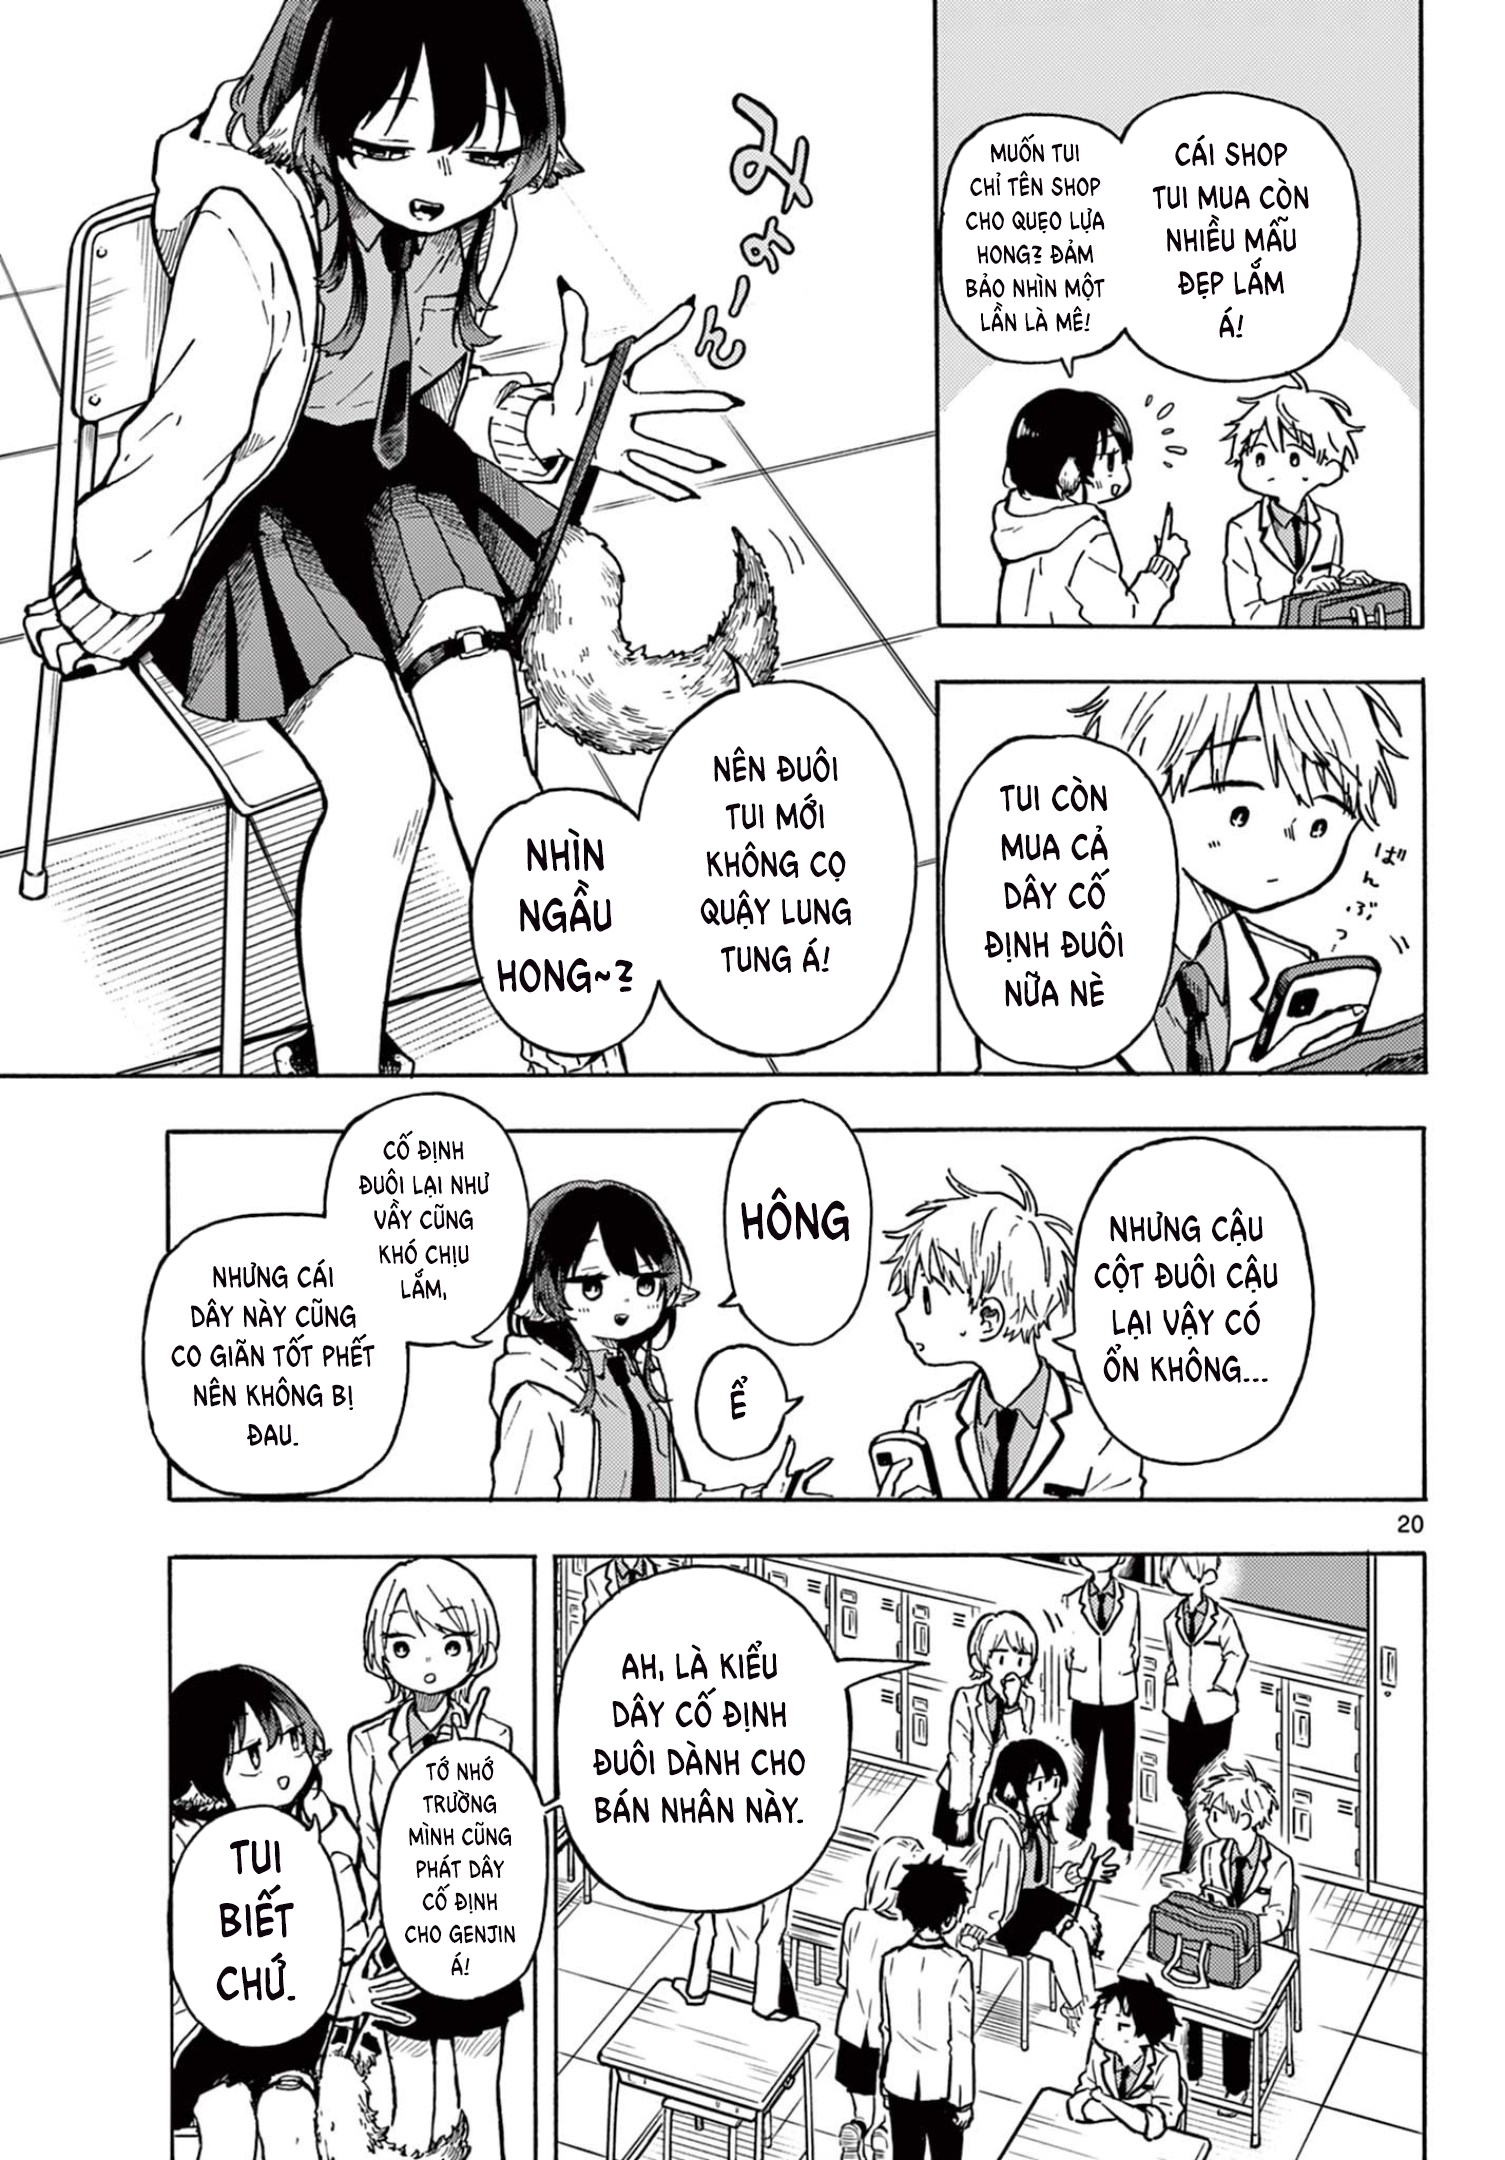 CÁI SHOP
TUI MUA CÒN
NHIỀU MẪU
ĐẸP LẮM
Á!
MUỐN TUI
CHỈ TÊN SHOP
CHO QUẸO LỰA
HONG? ĐẢM
BẢO NHÌN MỘT
LẦN LÀ MÊ!
TUI CÒN
MUA CẢ
DÂY CỐ
ĐỊNH ĐUÔI
NỮA NÈ
ばんぶっ
NÊN ĐUÔI
TUI MỚI
KHÔNG CỌ
QUẬY LUNG
TUNG Á!
NHÌN
NGẦU
HONG~?
NHƯNG CẬU
CỘT ĐUÔI CẬU
LẠI VẬY CÓ
ỔN KHÔNG...
HÔNG
Ể
CỐ ĐỊNH
ĐUÔI LẠI NHƯ
VẦY CŨNG
KHÓ CHỊU
LẮM,
NHƯNG CÁI
DÂY NÀY CŨNG
CO GIÃN TỐT PHẾT
NÊN KHÔNG BỊ
ĐAU.
20
AH, LÀ KIỂU
DÂY CỐ ĐỊNH
ĐUÔI DÀNH CHO
BÁN NHÂN NÀY.
TỚ NHỚ
TRƯỜNG
MÌNH CŨNG
PHÁT DÂY
CỐ ĐỊNH
CHO GENJIN
Á!
TUI
BIẾT
CHỨ.